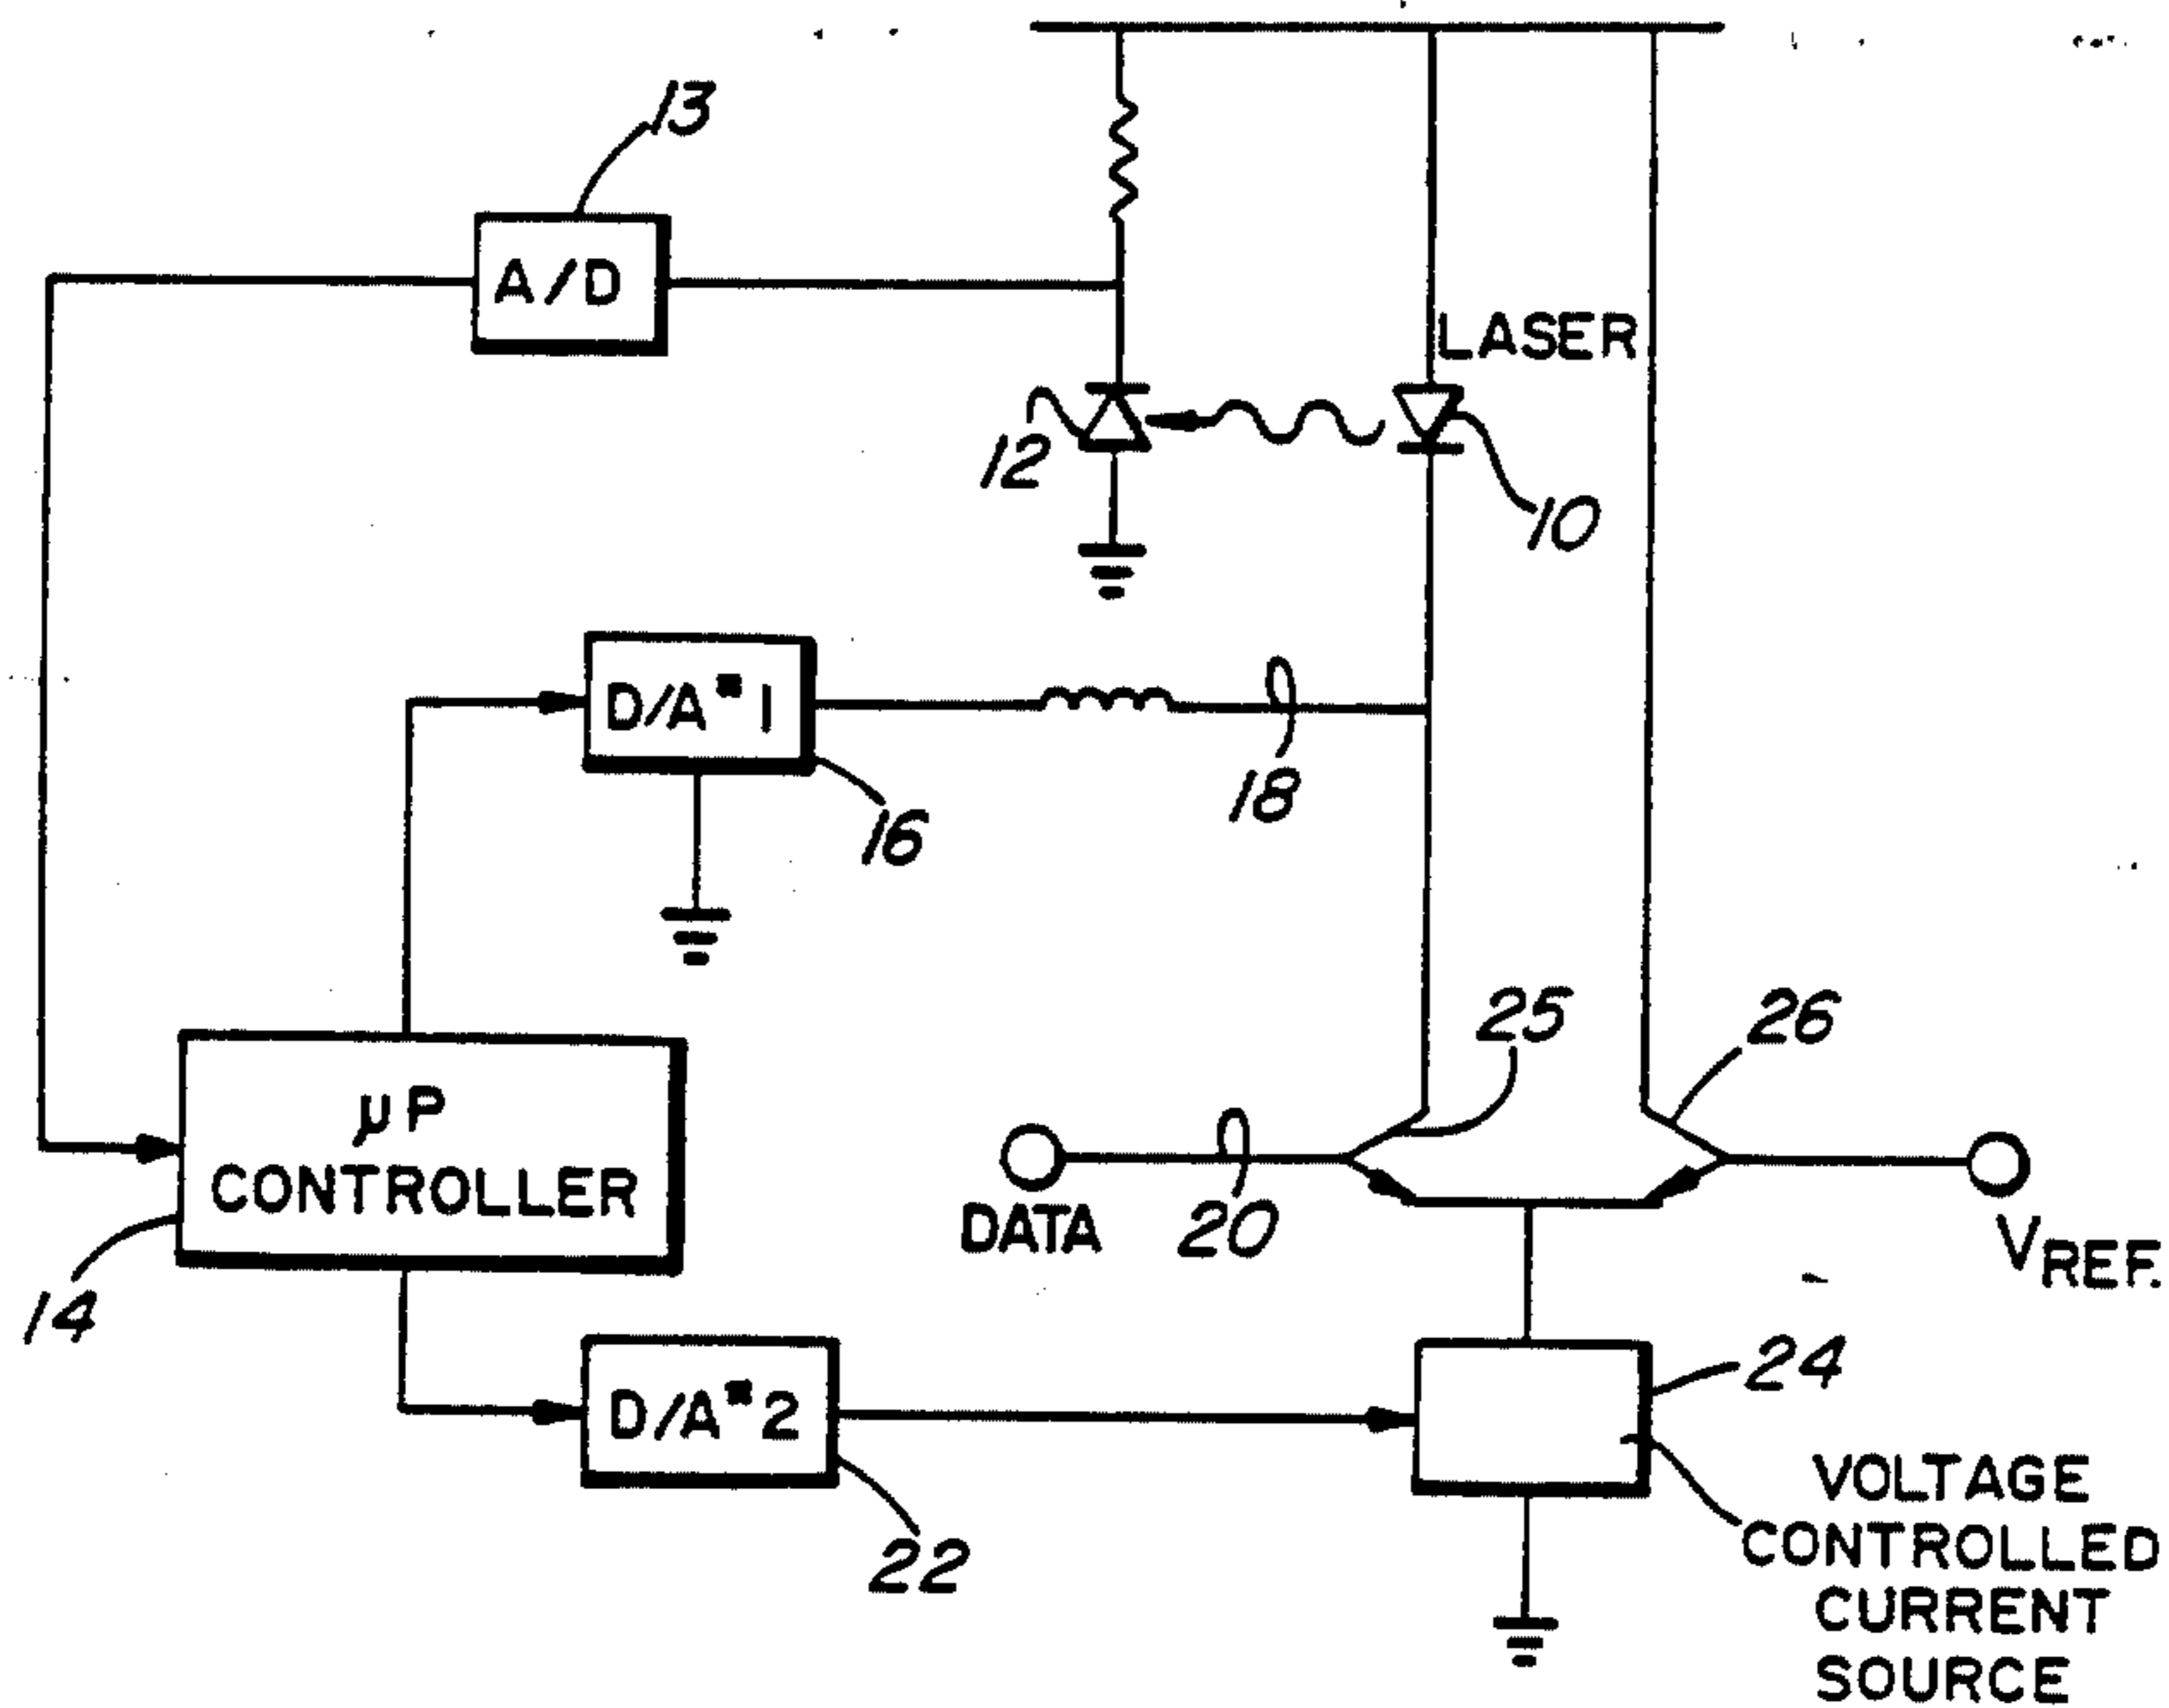 13
A/D
LASER
12
10
D/A #1
18
16
25
26
µP
CONTROLLER
DATA
20
VREF.
14
24
D/A #2
22
VOLTAGE
CONTROLLED
CURRENT
SOURCE